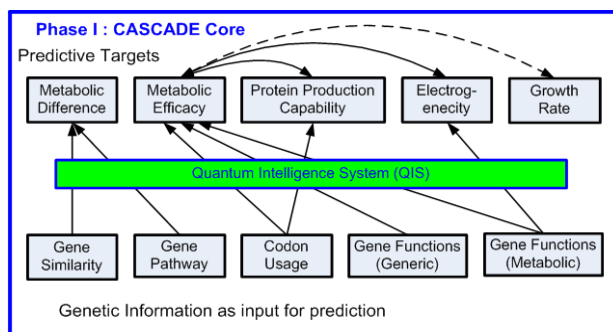 Phase I : CASCADE Core
Predictive Targets
Metabolic
Difference
Metabolic
Efficacy
Protein Production
Capability
Electrog-
enecity
Growth
Rate
Quantum Intelligence System (QIS)
Gene
Similarity
Gene
Pathway
Codon
Usage
Gene Functions
(Generic)
Gene Functions
(Metabolic)
Genetic Information as input for prediction